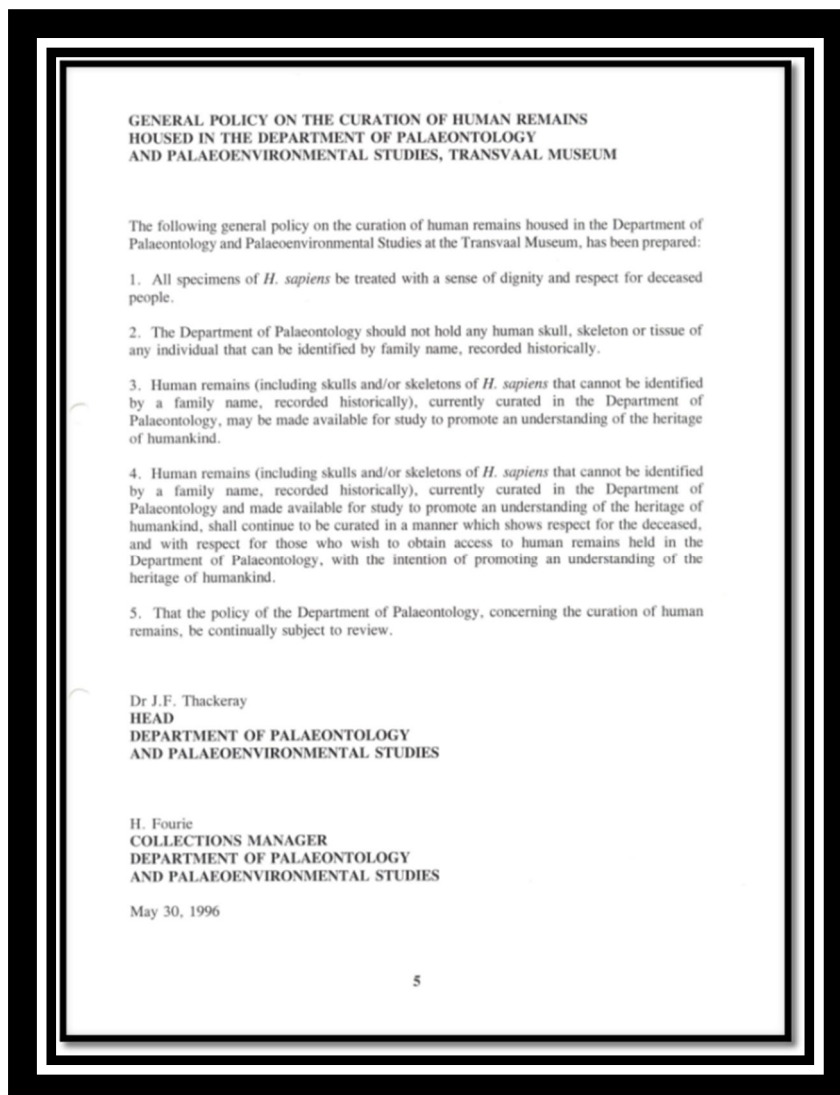 GENERAL POLICY ON THE CURATION OF HUMAN REMAINS
HOUSED IN THE DEPARTMENT OF PALAEONTOLOGY
AND PALAEOENVIRONMENTAL STUDIES, TRANSVAAL MUSEUM
The following general policy on the curation of human remains housed in the Department of
Palaeontology and Palaeoenvironmental Studies at the Transvaal Museum, has been prepared:
1. All specimens of H. sapiens be treated with a sense of dignity and respect for deceased
people.
2. The Department of Palaeontology should not hold any human skull, skeleton or tissue of
any individual that can be identified by family name, recorded historically.
3. Human remains (including skulls and/or skeletons of H. sapiens that cannot be identified
by a family name, recorded historically), currently curated in the Department of
Palaeontology, may be made available for study to promote an understanding of the heritage
of humankind.
4. Human remains (including skulls and/or skeletons of H. sapiens that cannot be identified
by a family name, recorded historically), currently curated in the Department of
Palaeontology and made available for study to promote an understanding of the heritage of
humankind, shall continue to be curated in a manner which shows respect for the deceased,
and with respect for those who wish to obtain access to human remains held in the
Department of Palaeontology, with the intention of promoting an understanding of the
heritage of humankind.
5. That the policy of the Department of Palaeontology, concerning the curation of human
remains, be continually subject to review.
Dr J.F. Thackeray
HEAD
DEPARTMENT OF PALAEONTOLOGY
AND PALAEOENVIRONMENTAL STUDIES
H. Fourie
COLLECTIONS MANAGER
DEPARTMENT OF PALAEONTOLOGY
AND PALAEOENVIRONMENTAL STUDIES
May 30, 1996
5